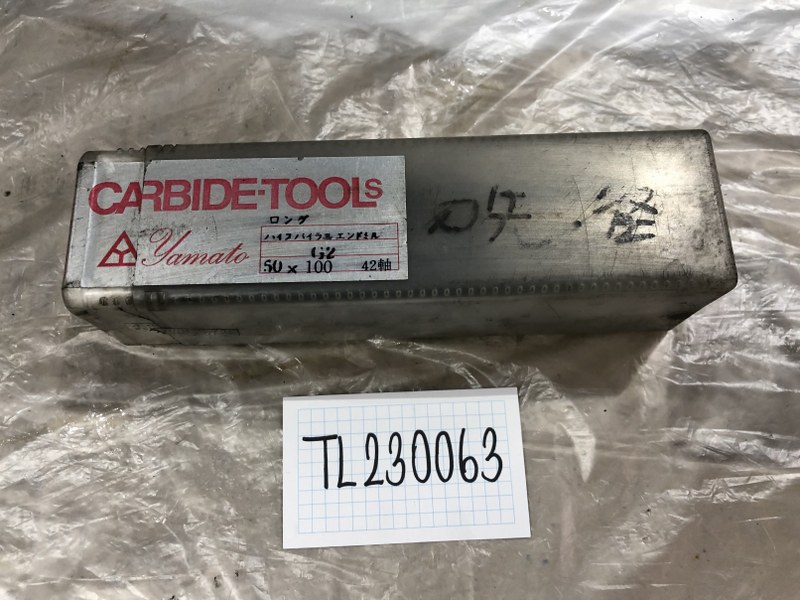 CARBIDE-TOOLS
ロング
ハイスパイラルエンドミル
Yamato
G2
50 × 100 42軸
刃先
TL230063